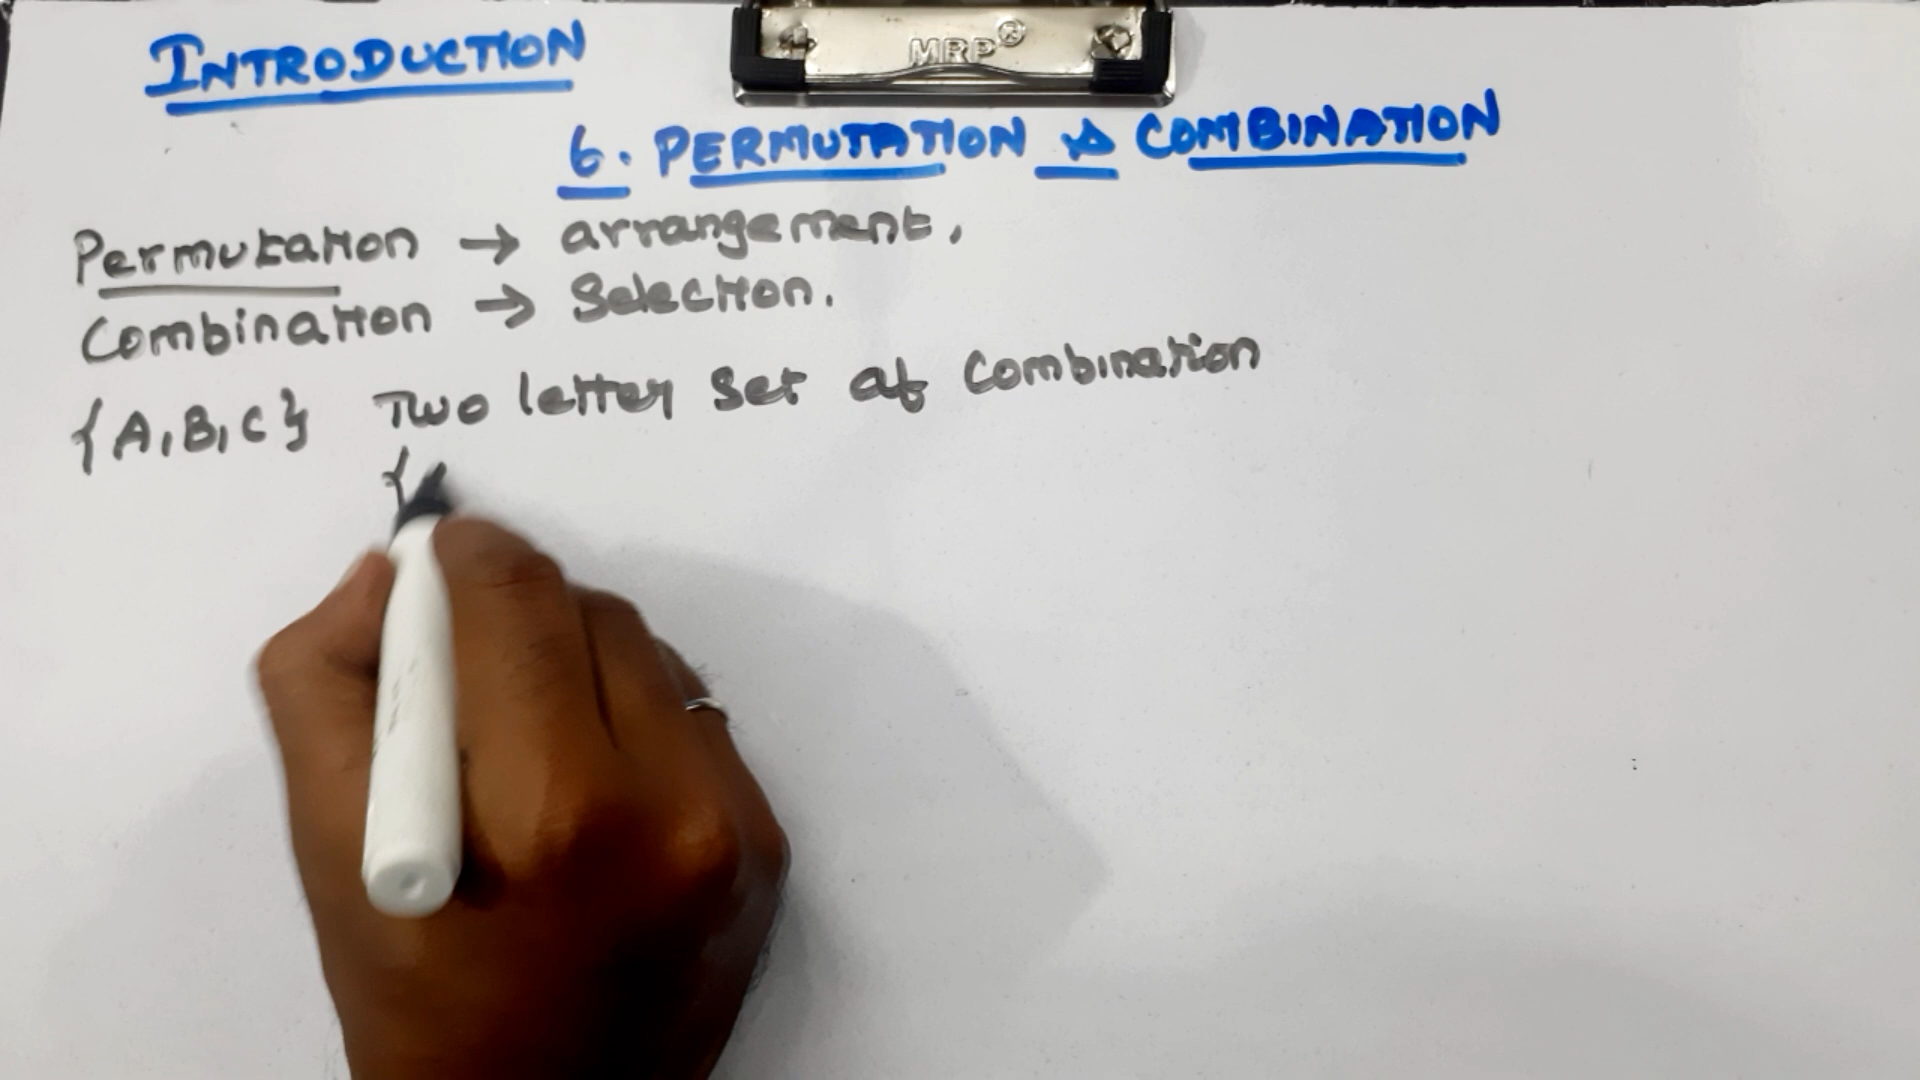 INTRODUCTION
MRP®
6. PERMUTATION & COMBINATION
Permutation → arrangement.
Combination → Selection.
{A,B,C} Two letter set of Combination
{